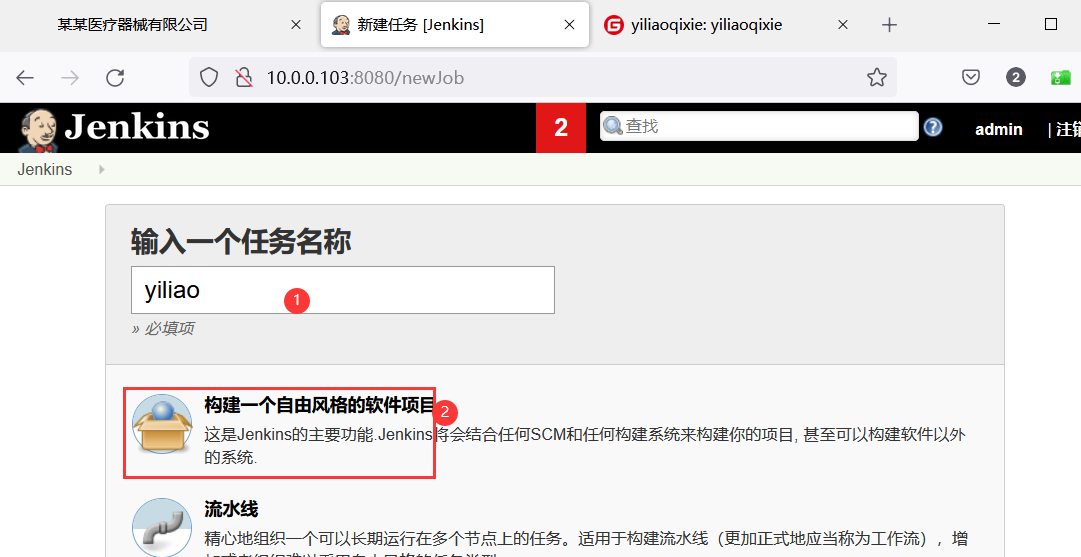 某某医疗器械有限公司
新建任务 [Jenkins]
yiliaoqixie: yiliaoqixie
10.0.0.103:8080/newJob
2
Jenkins
2
查找
admin
| 注
Jenkins
输入一个任务名称
yiliao
1
» 必填项
构建一个自由风格的软件项目
2
这是Jenkins的主要功能.Jenkins将会结合任何SCM和任何构建系统来构建你的项目, 甚至可以构建软件以外
的系统.
流水线
精心地组织一个可以长期运行在多个节点上的任务。适用于构建流水线（更加正式地应当称为工作流），增